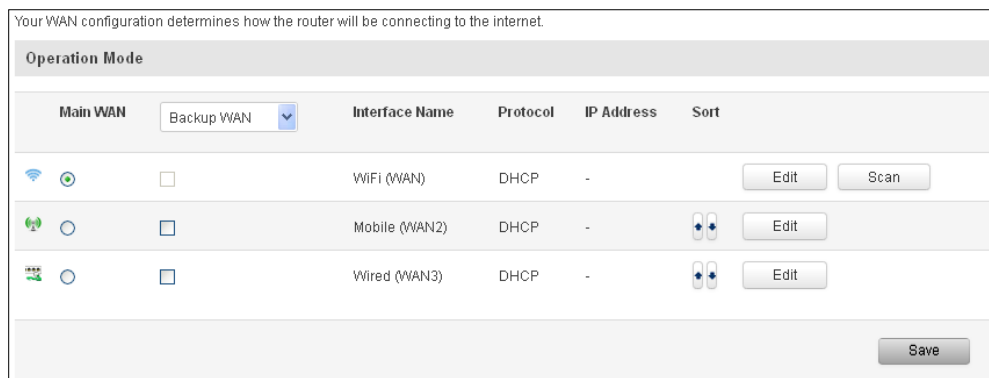 Your WAN configuration determines how the router will be connecting to the internet.
Operation Mode
Main WAN Backup WAN Interface Name Protocol IP Address Sort
WiFi (WAN) DHCP - Edit Scan
Mobile (WAN2) DHCP - Edit
Wired (WAN3) DHCP - Edit
Save